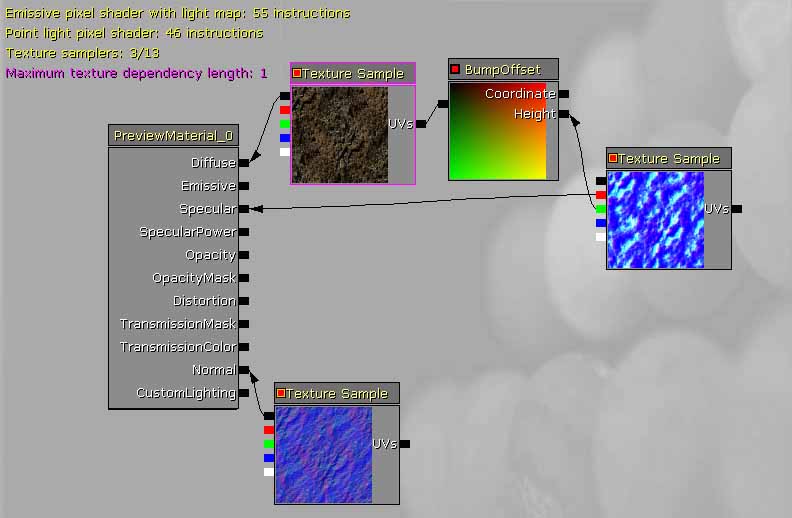 Emissive pixel shader with light map: 55 instructions
Point light pixel shader: 46 instructions
Texture samplers: 3/13
Maximum texture dependency length: 1
Texture Sample
UVs
BumpOffset
Coordinate
Height
Texture Sample
UVs
PreviewMaterial_0
Diffuse
Emissive
Specular
SpecularPower
Opacity
OpacityMask
Distortion
TransmissionMask
TransmissionColor
Normal
CustomLighting
Texture Sample
UVs